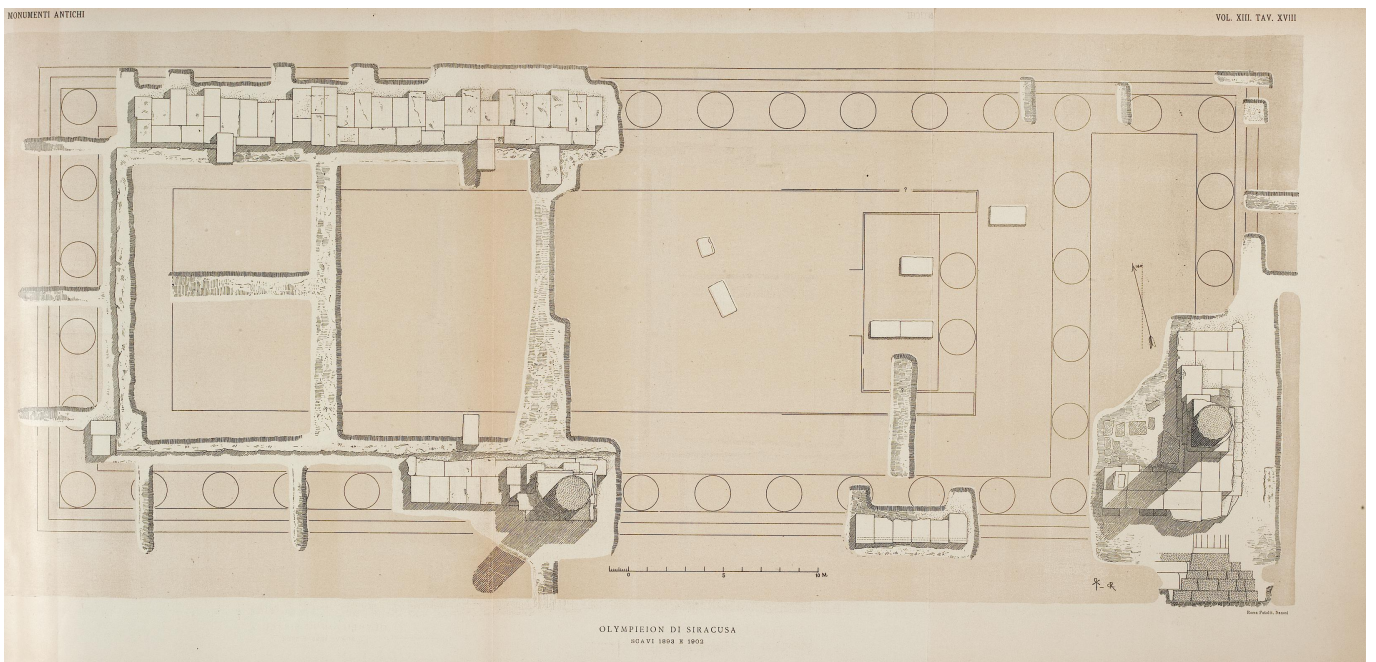 MONUMENTI ANTICHI
VOL. XIII. TAV. XVIII
?
0 5 10 M.
OLYMPIEION DI SIRACUSA
SCAVI 1893 E 1902